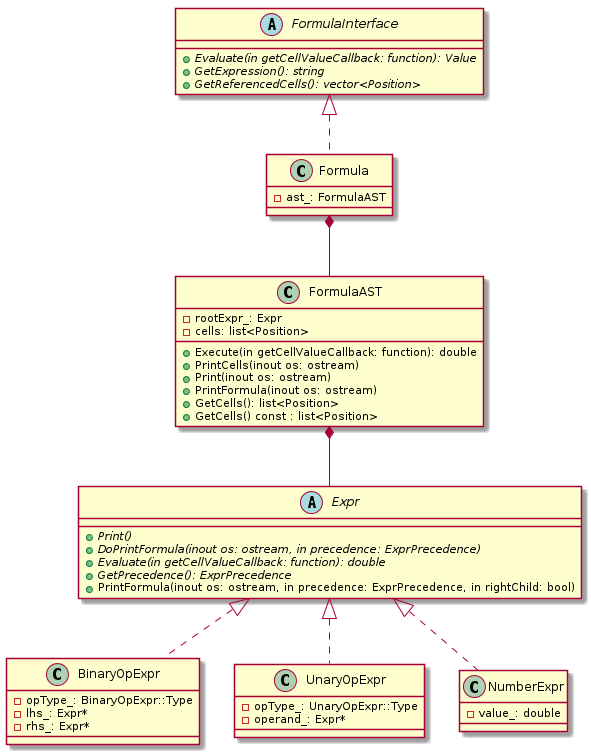 A FormulaInterface
Evaluate(in getCellValueCallback: function): Value
GetExpression(): string
GetReferencedCells(): vector<Position>
C Formula
ast_: FormulaAST
C FormulaAST
rootExpr_: Expr
cells: list<Position>
Execute(in getCellValueCallback: function): double
PrintCells(inout os: ostream)
Print(inout os: ostream)
PrintFormula(inout os: ostream)
GetCells(): list<Position>
GetCells() const : list<Position>
A Expr
Print()
DoPrintFormula(inout os: ostream, in precedence: ExprPrecedence)
Evaluate(in getCellValueCallback: function): double
GetPrecedence(): ExprPrecedence
PrintFormula(inout os: ostream, in precedence: ExprPrecedence, in rightChild: bool)
C BinaryOpExpr
opType_: BinaryOpExpr::Type
lhs_: Expr*
rhs_: Expr*
C UnaryOpExpr
opType_: UnaryOpExpr::Type
operand_: Expr*
C NumberExpr
value_: double